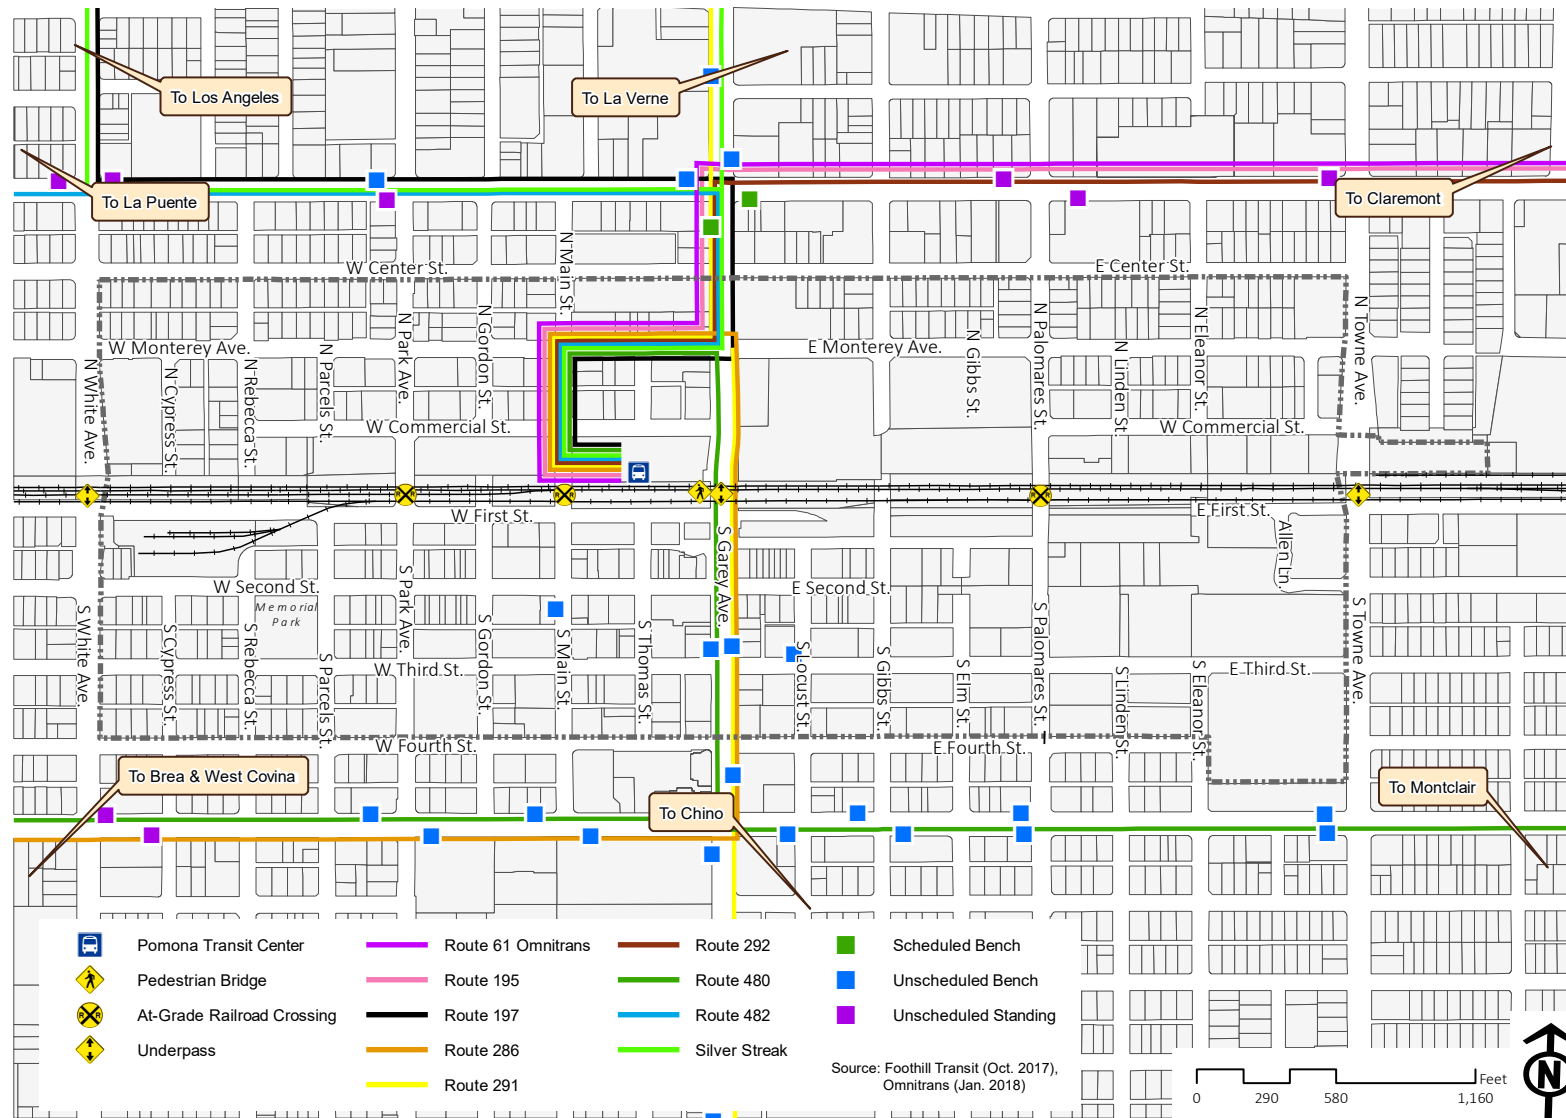 To Los Angeles
To La Verne
To La Puente
To Claremont
W Center St.
E Center St.
N Main St.
W Monterey Ave.
E Monterey Ave.
N White Ave.
N Cypress St.
N Rebecca St.
N Parcels St.
N Park Ave.
N Gordon St.
N Gibbs St.
N Palomares St.
N Linden St.
N Eleanor St.
N Towne Ave.
W Commercial St.
W Commercial St.
W First St.
E First St.
Allen Ln.
W Second St.
E Second St.
Memorial
Park
S Garey Ave.
S White Ave.
S Cypress St.
S Rebecca St.
S Parcels St.
S Park Ave.
S Gordon St.
S Main St.
S Thomas St.
S Locust St.
S Gibbs St.
S Elm St.
S Palomares St.
S Linden St.
S Eleanor St.
S Towne Ave.
W Third St.
E Third St.
W Fourth St.
E Fourth St.
To Brea & West Covina
To Chino
To Montclair
Pomona Transit Center
Pedestrian Bridge
At-Grade Railroad Crossing
Underpass
Route 61 Omnitrans
Route 195
Route 197
Route 286
Route 291
Route 292
Route 480
Route 482
Silver Streak
Scheduled Bench
Unscheduled Bench
Unscheduled Standing
Source: Foothill Transit (Oct. 2017),
Omnitrans (Jan. 2018)
Feet
0 290 580 1,160
N